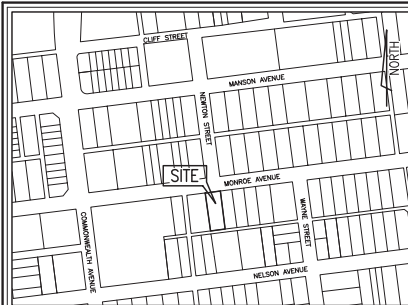 CLIFF STREET
NORTH
MANSON AVENUE
NEWTON STREET
SITE
MONROE AVENUE
WAYNE STREET
COMMONWEALTH AVENUE
NELSON AVENUE